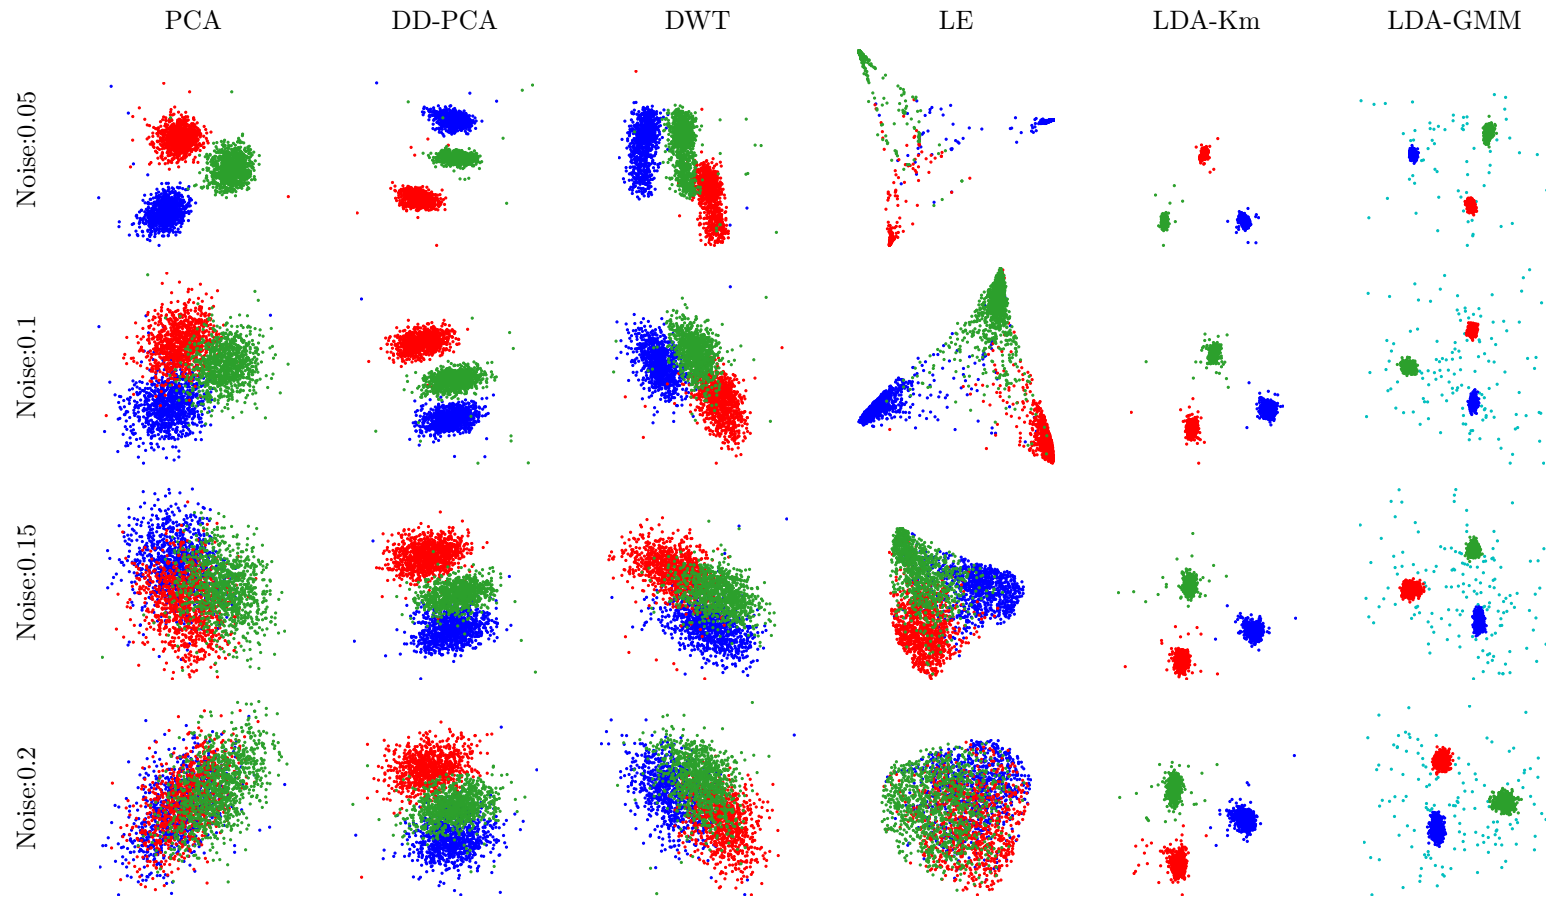 PCA DD-PCA DWT LE LDA-Km LDA-GMM
Noise:0.05
Noise:0.1
Noise:0.15
Noise:0.2